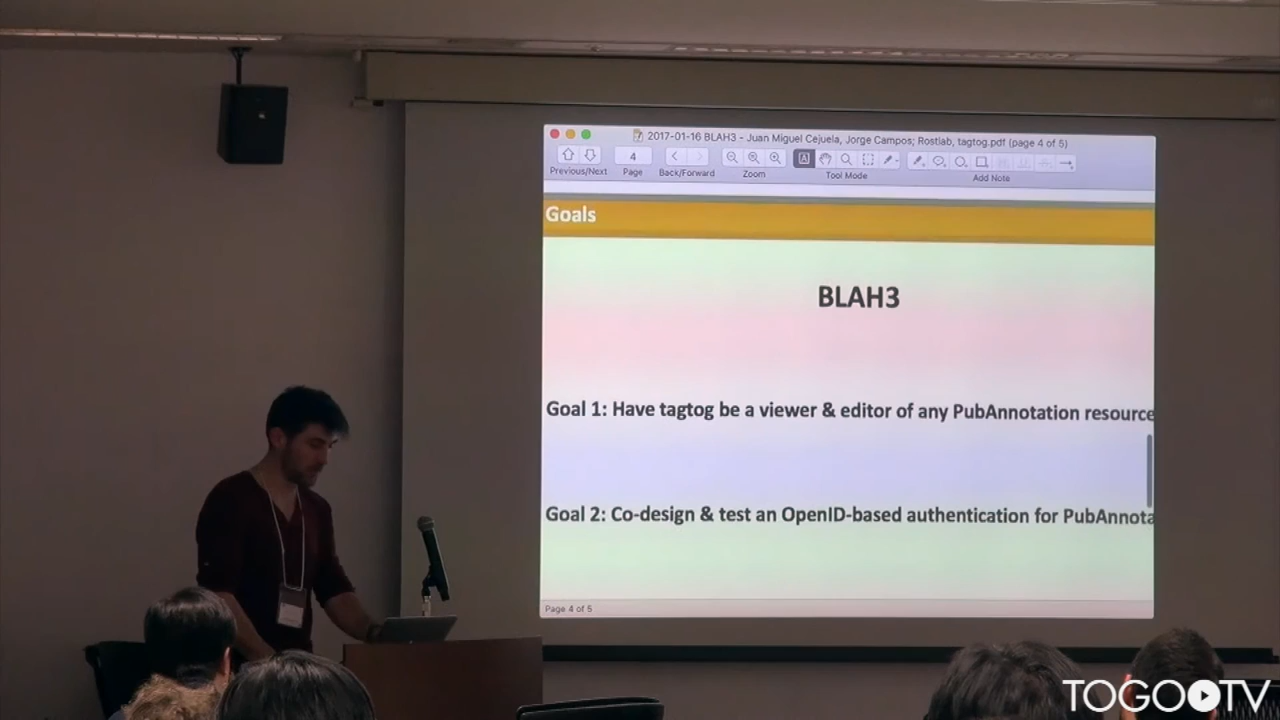 2017-01-16 BLAH3 - Juan Miguel Cejuela, Jorge Campos; Rostlab, tagtog.pdf (page 4 of 5)
4
Previous/Next Page Back/Forward Zoom Tool Mode Add Note
Goals
BLAH3
Goal 1: Have tagtog be a viewer & editor of any PubAnnotation resource
Goal 2: Co-design & test an OpenID-based authentication for PubAnnota
Page 4 of 5
TOGOTV